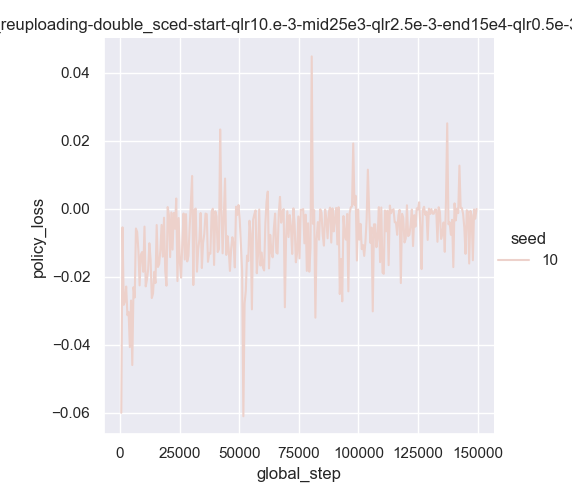 _reuploading-double_sced-start-qlr10.e-3-mid25e3-qlr2.5e-3-end15e4-qlr0.5e-3
0.04
0.02
0.00
−0.02
−0.04
−0.06
policy_loss
0 25000 50000 75000 100000 125000 150000
global_step
seed
10